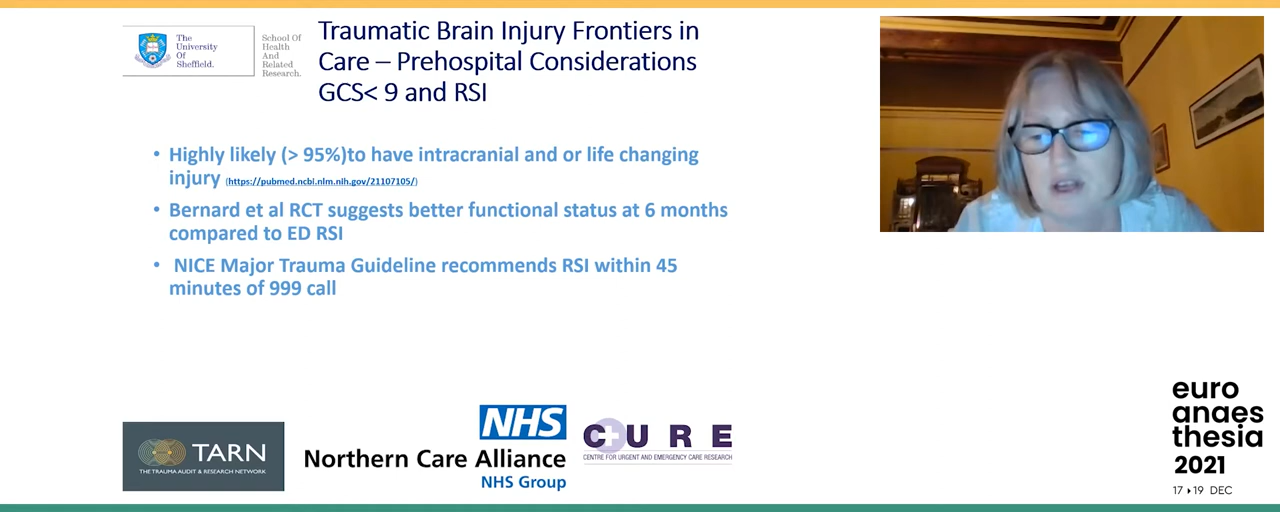 The
University
Of
Sheffield.
School Of
Health
And
Related
Research.
Traumatic Brain Injury Frontiers in
Care – Prehospital Considerations
GCS< 9 and RSI
• Highly likely (> 95%)to have intracranial and or life changing
injury (https://pubmed.ncbi.nlm.nih.gov/21107105/)
• Bernard et al RCT suggests better functional status at 6 months
compared to ED RSI
• NICE Major Trauma Guideline recommends RSI within 45
minutes of 999 call
TARN
THE TRAUMA AUDIT & RESEARCH NETWORK
NHS
Northern Care Alliance
NHS Group
CURE
CENTRE FOR URGENT AND EMERGENCY CARE RESEARCH
euro
anaes
thesia
2021
17 ▸ 19 DEC